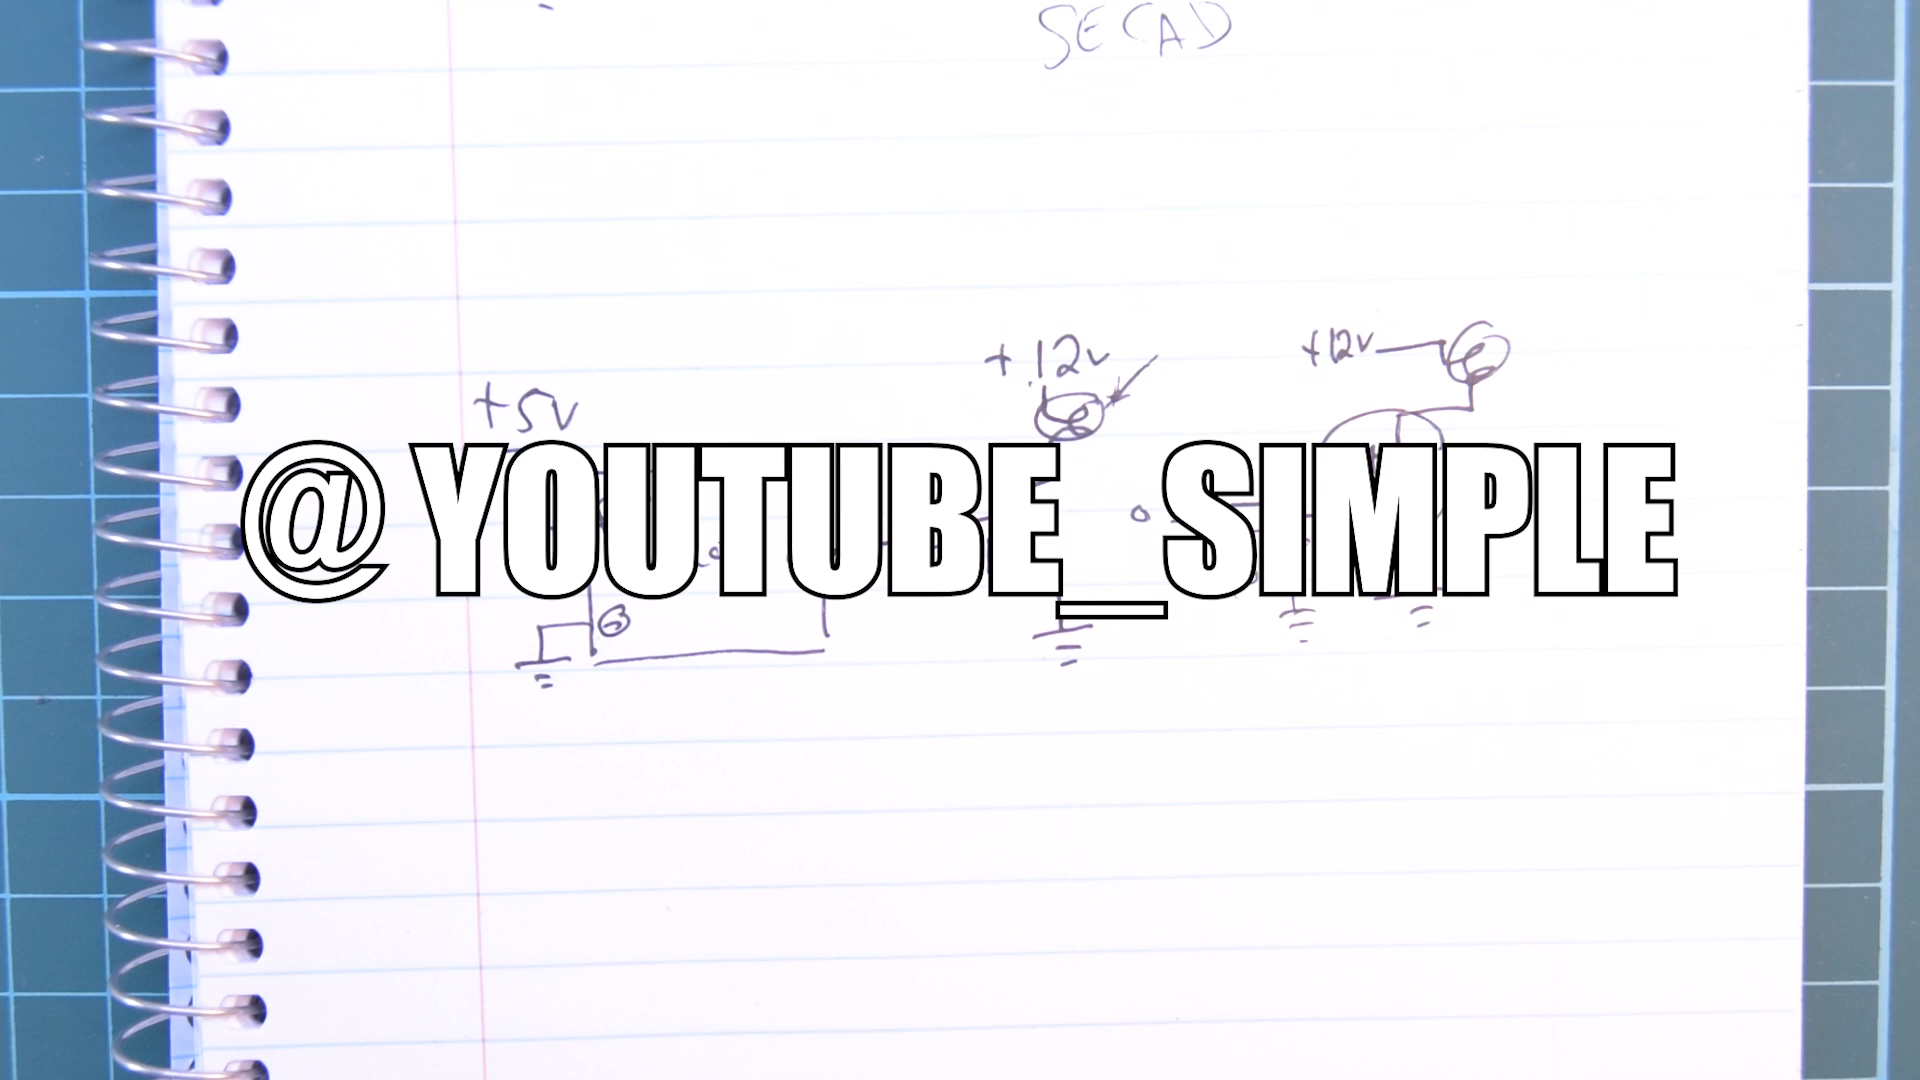 SECAD
+12v
+12v
+5v
@YOUTUBE_SIMPLE